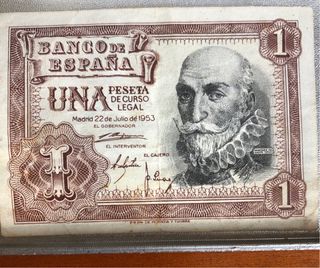 BANCO DE
ESPAÑA
1
UNA PESETA
DE CURSO
LEGAL
Madrid 22 de Julio de 1953
EL GOBERNADOR
EL INTERVENTOR
EL CAJERO
1
1